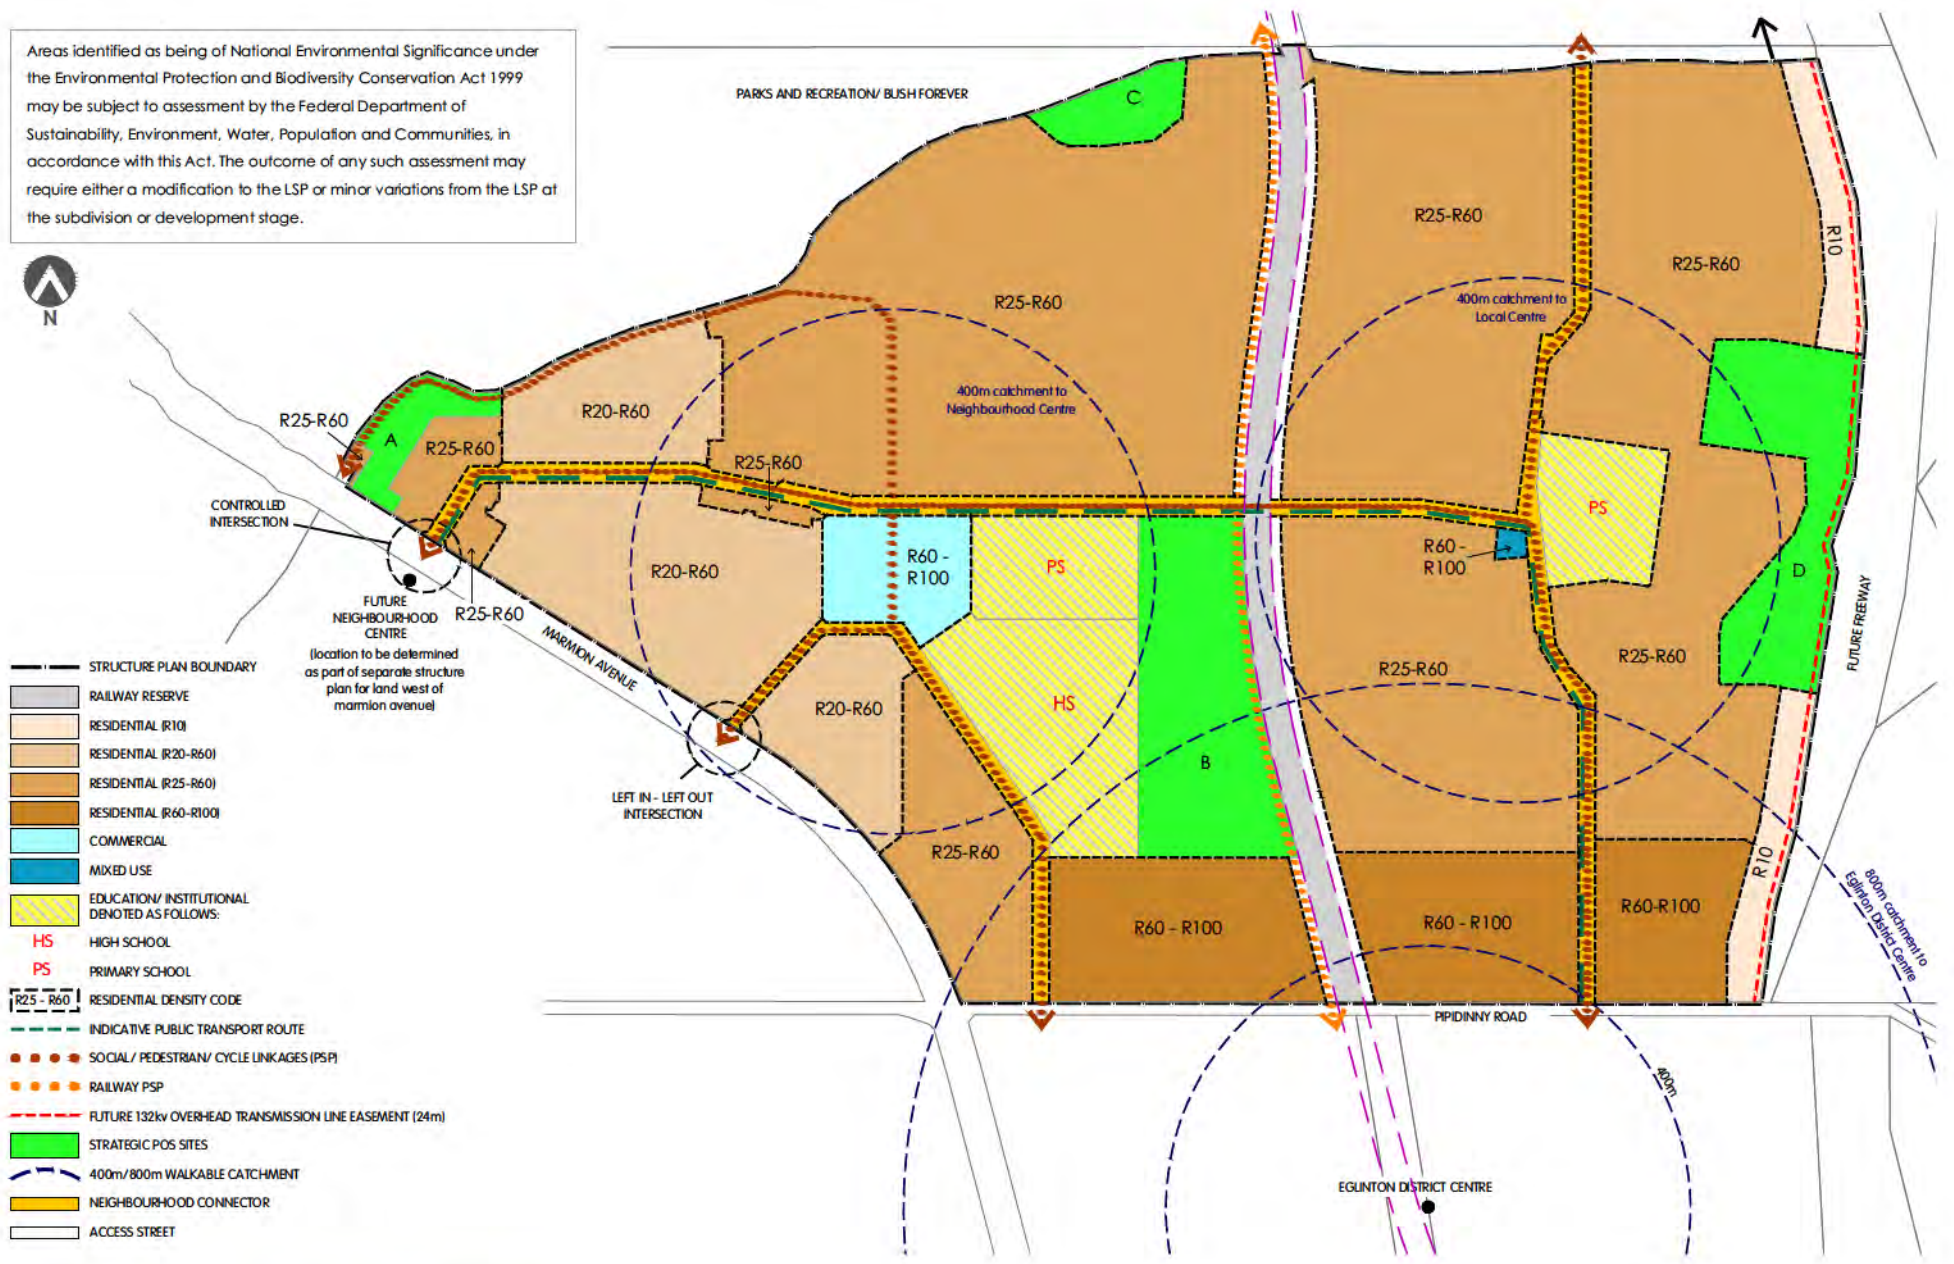 Areas identified as being of National Environmental Significance under
the Environmental Protection and Biodiversity Conservation Act 1999
may be subject to assessment by the Federal Department of
Sustainability, Environment, Water, Population and Communities, in
accordance with this Act. The outcome of any such assessment may
require either a modification to the LSP or minor variations from the LSP at
the subdivision or development stage.
N
PARKS AND RECREATION/ BUSH FOREVER
C
R25-R60
R25-R60
R10
R25-R60
400m catchment to
Local Centre
R25-R60
400m catchment to
Neighbourhood Centre
R20-R60
R25-R60
A
R25-R60
R25-R60
CONTROLLED
INTERSECTION
PS
R60 -
R100
R60 -
R100
PS
R20-R60
D
FUTURE
NEIGHBOURHOOD
CENTRE
(location to be determined
as part of separate structure
plan for land west of
marmion avenue)
R25-R60
MARMION AVENUE
FUTURE FREEWAY
R25-R60
R25-R60
HS
R20-R60
B
LEFT IN - LEFT OUT
INTERSECTION
R25-R60
R10
800m catchment to
Eglinton District Centre
R60 - R100
R60 - R100
R60-R100
PIPIDINNY ROAD
400m
EGLINTON DISTRICT CENTRE
STRUCTURE PLAN BOUNDARY
RAILWAY RESERVE
RESIDENTIAL (R10)
RESIDENTIAL (R20-R60)
RESIDENTIAL (R25-R60)
RESIDENTIAL (R60-R100)
COMMERCIAL
MIXED USE
EDUCATION/ INSTITUTIONAL
DENOTED AS FOLLOWS:
HS HIGH SCHOOL
PS PRIMARY SCHOOL
R25 - R60 RESIDENTIAL DENSITY CODE
INDICATIVE PUBLIC TRANSPORT ROUTE
SOCIAL/ PEDESTRIAN/ CYCLE LINKAGES (PSP)
RAILWAY PSP
FUTURE 132kv OVERHEAD TRANSMISSION LINE EASEMENT (24m)
STRATEGIC POS SITES
400m/800m WALKABLE CATCHMENT
NEIGHBOURHOOD CONNECTOR
ACCESS STREET